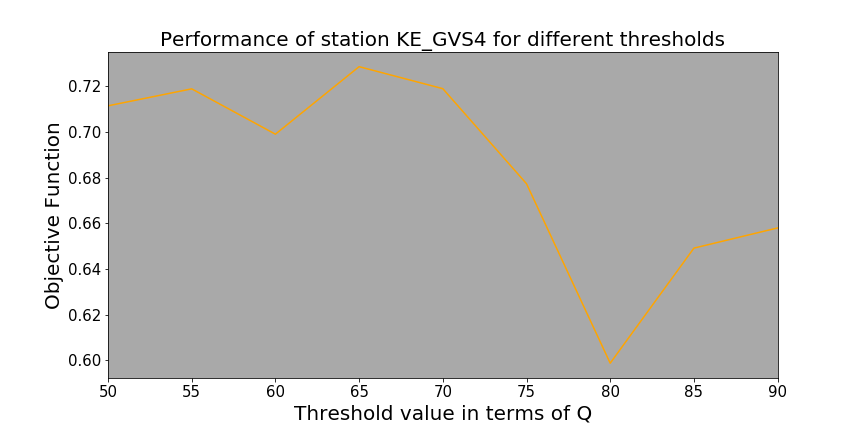 Performance of station KE_GVS4 for different thresholds
0.72
0.70
0.68
0.66
0.64
0.62
0.60
Objective Function
50 55 60 65 70 75 80 85 90
Threshold value in terms of Q